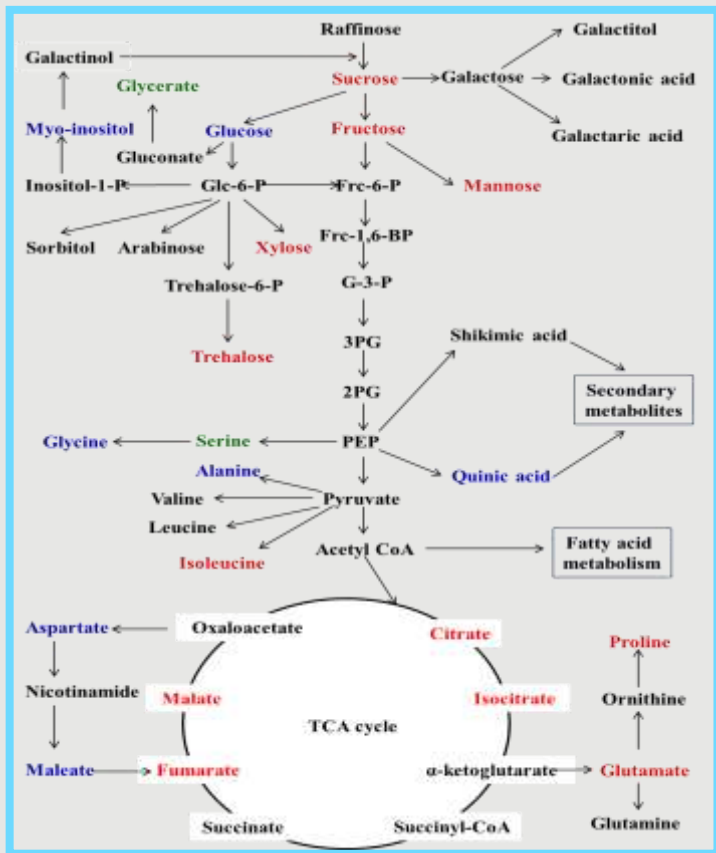 Raffinose
Galactitol
Galactinol
Glycerate
Sucrose
Galactose
Galactonic acid
Myo-inositol
Glucose
Fructose
Galactaric acid
Gluconate
Inositol-1-P
Glc-6-P
Frc-6-P
Mannose
Sorbitol
Arabinose
Xylose
Frc-1,6-BP
Trehalose-6-P
G-3-P
Trehalose
3PG
Shikimic acid
2PG
Secondary
metabolites
Glycine
Serine
PEP
Alanine
Quinic acid
Valine
Pyruvate
Leucine
Isoleucine
Acetyl CoA
Fatty acid
metabolism
Aspartate
Oxaloacetate
Citrate
Proline
Nicotinamide
Malate
Isocitrate
Ornithine
TCA cycle
Maleate
Fumarate
α-ketoglutarate
Glutamate
Succinate
Succinyl-CoA
Glutamine